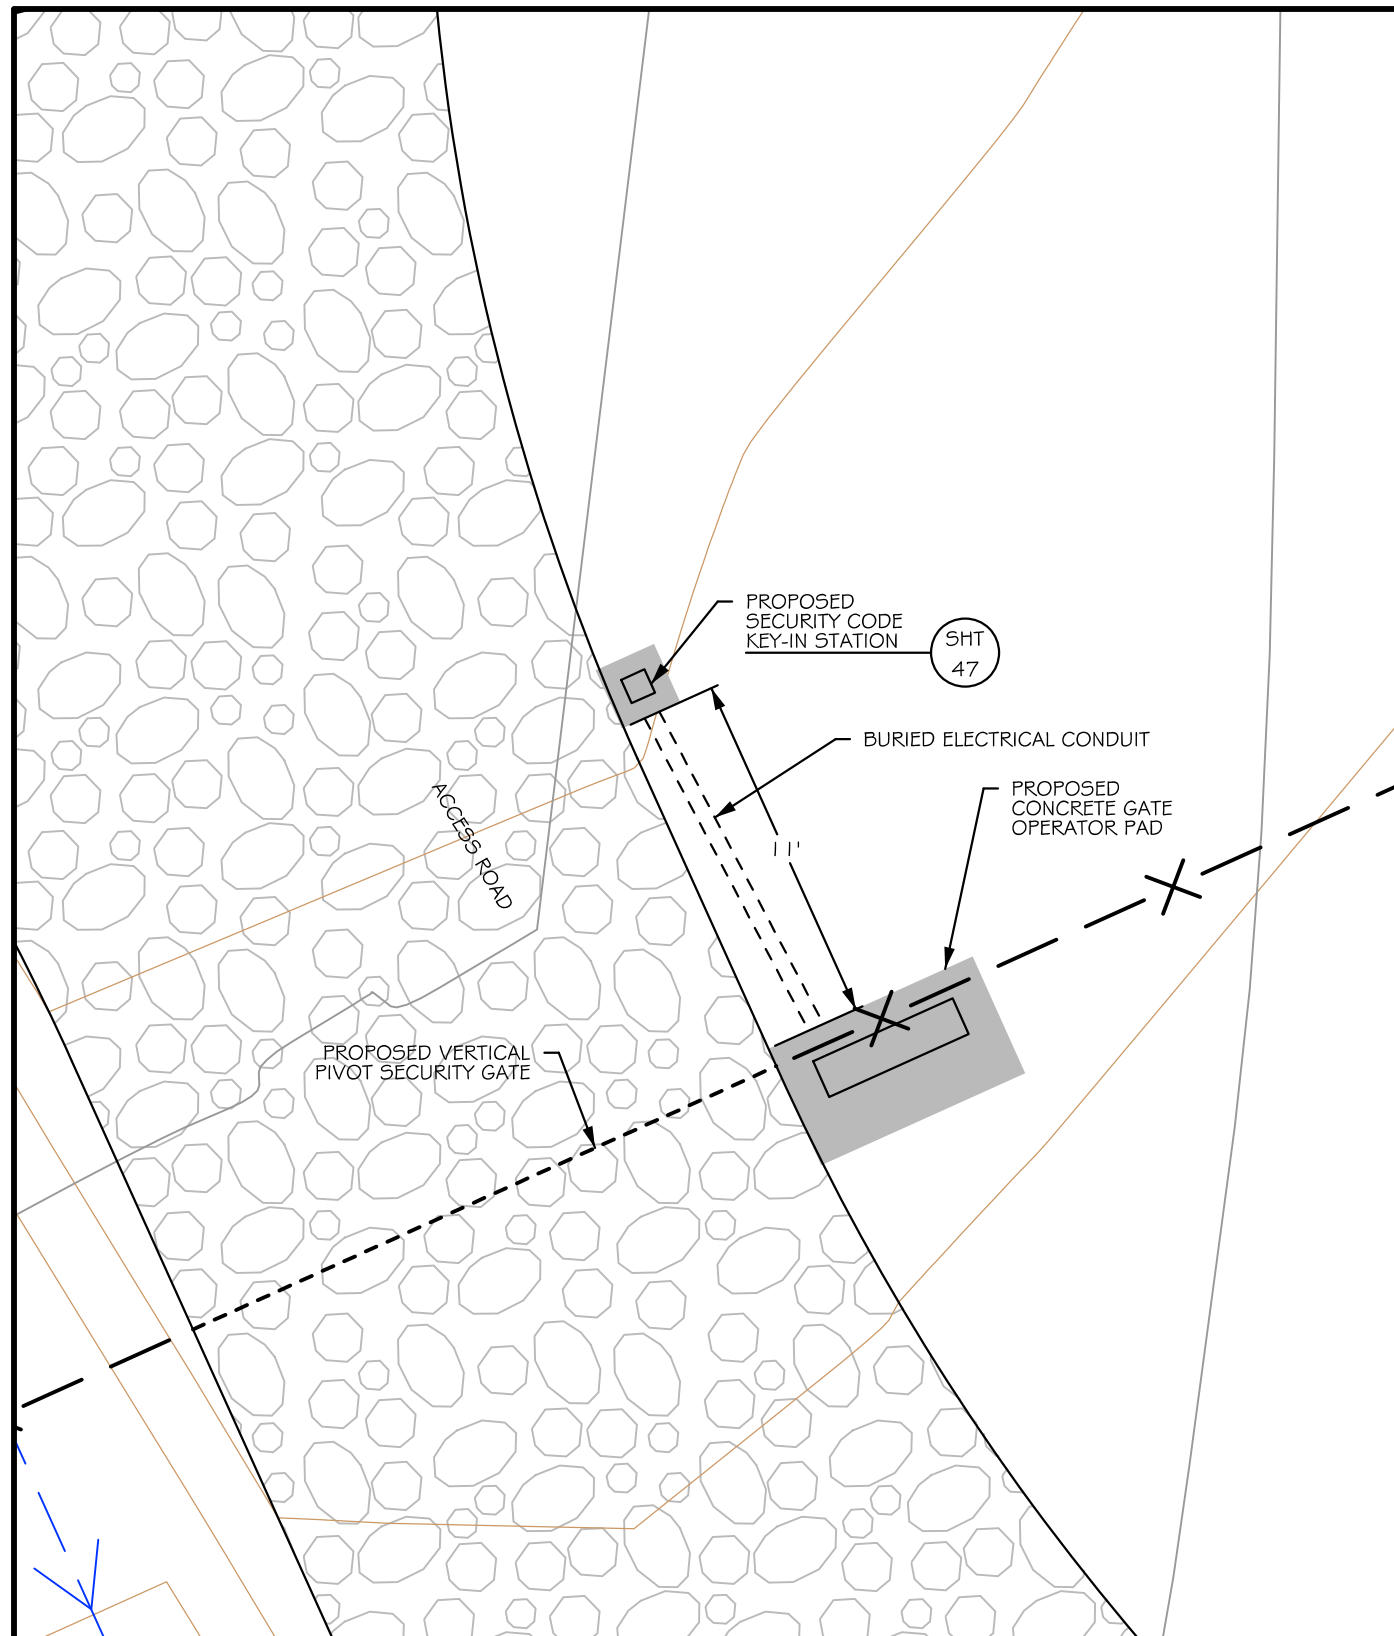 PROPOSED
SECURITY CODE
KEY-IN STATION
SHT
47
BURIED ELECTRICAL CONDUIT
PROPOSED
CONCRETE GATE
OPERATOR PAD
11'
ACCESS ROAD
PROPOSED VERTICAL
PIVOT SECURITY GATE